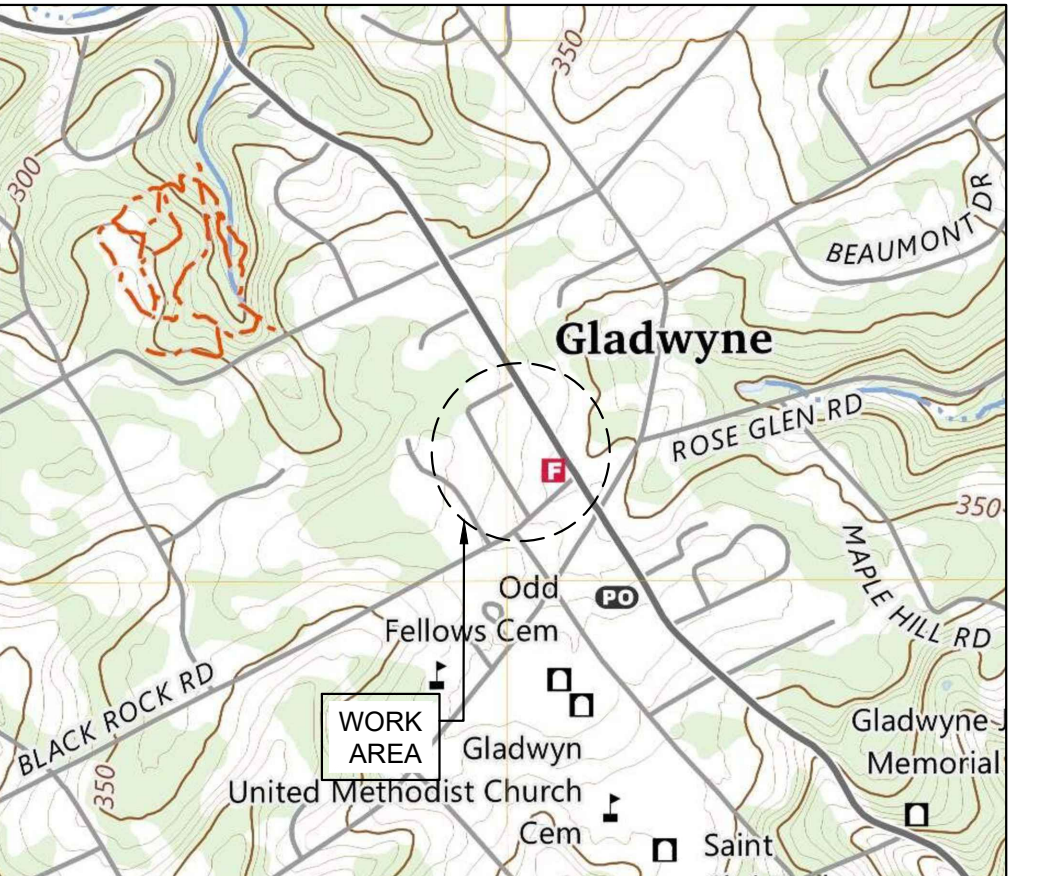 350
300
BEAUMONT DR
Gladwyne
ROSE GLEN RD
F
350
MAPLE HILL RD
Odd
PO
Fellows Cem
BLACK ROCK RD
WORK
AREA
350
Gladwyn
United Methodist Church
Cem
Gladwyne J
Memorial
Saint